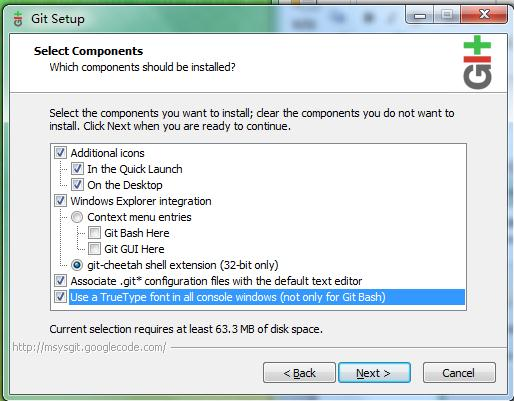 Git Setup
Select Components
Which components should be installed?
Git
Select the components you want to install; clear the components you do not want to
install. Click Next when you are ready to continue.
Additional icons
In the Quick Launch
On the Desktop
Windows Explorer integration
Context menu entries
Git Bash Here
Git GUI Here
git-cheetah shell extension (32-bit only)
Associate .git* configuration files with the default text editor
Use a TrueType font in all console windows (not only for Git Bash)
Current selection requires at least 63.3 MB of disk space.
http://msysgit.googlecode.com/
< Back
Next >
Cancel